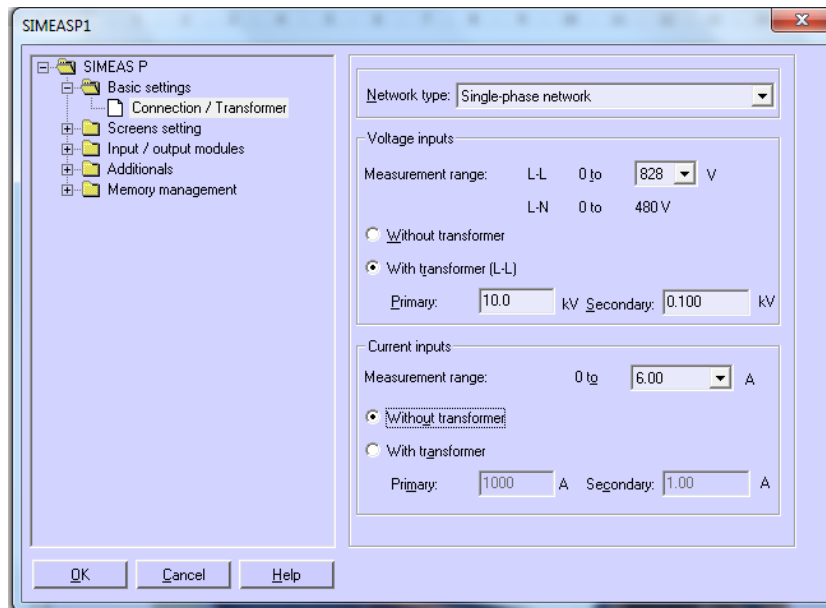 SIMEASP1
SIMEAS P
Basic settings
Connection / Transformer
Screens setting
Input / output modules
Additionals
Memory management
Network type: Single-phase network
Voltage inputs
Measurement range: L-L 0 to 828 V
L-N 0 to 480 V
Without transformer
With transformer (L-L)
Primary: 10.0 kV Secondary: 0.100 kV
Current inputs
Measurement range: 0 to 6.00 A
Without transformer
With transformer
Primary: 1000 A Secondary: 1.00 A
OK Cancel Help